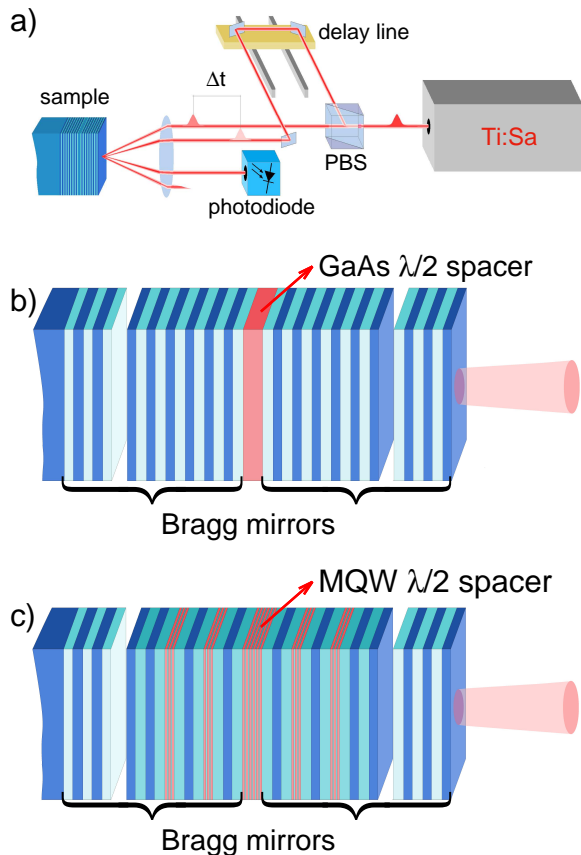 a)
delay line
Δt
sample
Ti:Sa
PBS
photodiode
b)
GaAs λ/2 spacer
Bragg mirrors
c)
MQW λ/2 spacer
Bragg mirrors